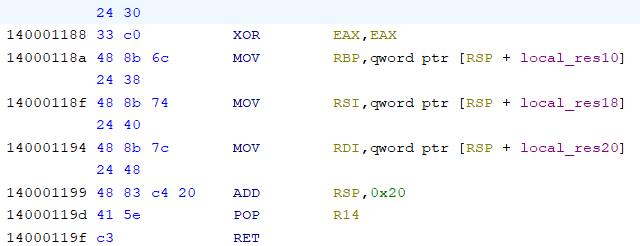 24 30
140001188 33 c0 XOR EAX,EAX
14000118a 48 8b 6c MOV RBP,qword ptr [RSP + local_res10]
24 38
14000118f 48 8b 74 MOV RSI,qword ptr [RSP + local_res18]
24 40
140001194 48 8b 7c MOV RDI,qword ptr [RSP + local_res20]
24 48
140001199 48 83 c4 20 ADD RSP,0x20
14000119d 41 5e POP R14
14000119f c3 RET